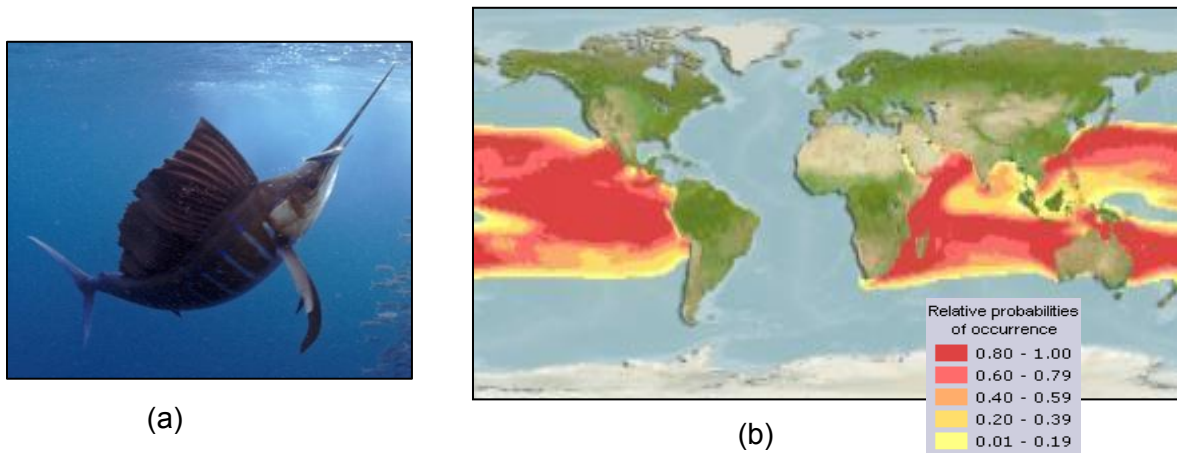 (a)
(b)
Relative probabilities
of occurrence
0.80 - 1.00
0.60 - 0.79
0.40 - 0.59
0.20 - 0.39
0.01 - 0.19